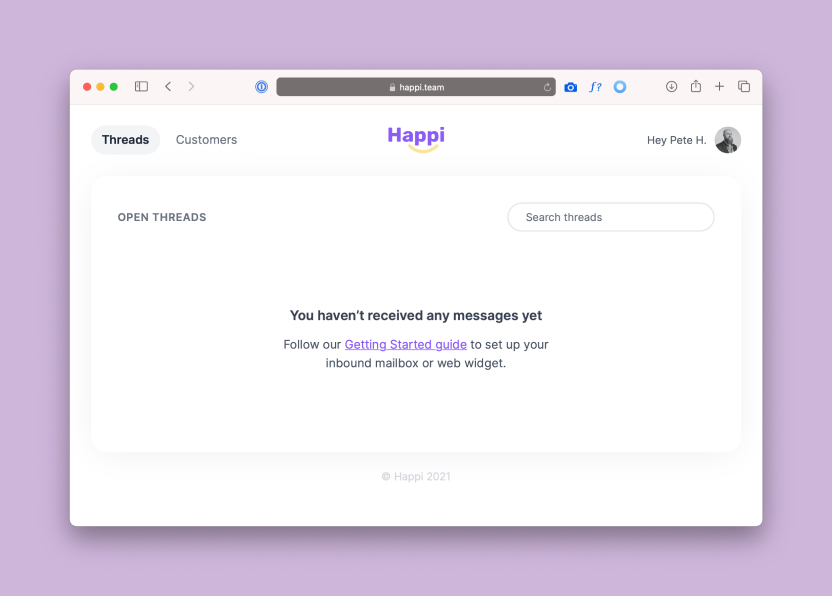 happi.team
Threads
Customers
Happi
Hey Pete H.
OPEN THREADS
Search threads
You haven’t received any messages yet
Follow our Getting Started guide to set up your
inbound mailbox or web widget.
© Happi 2021